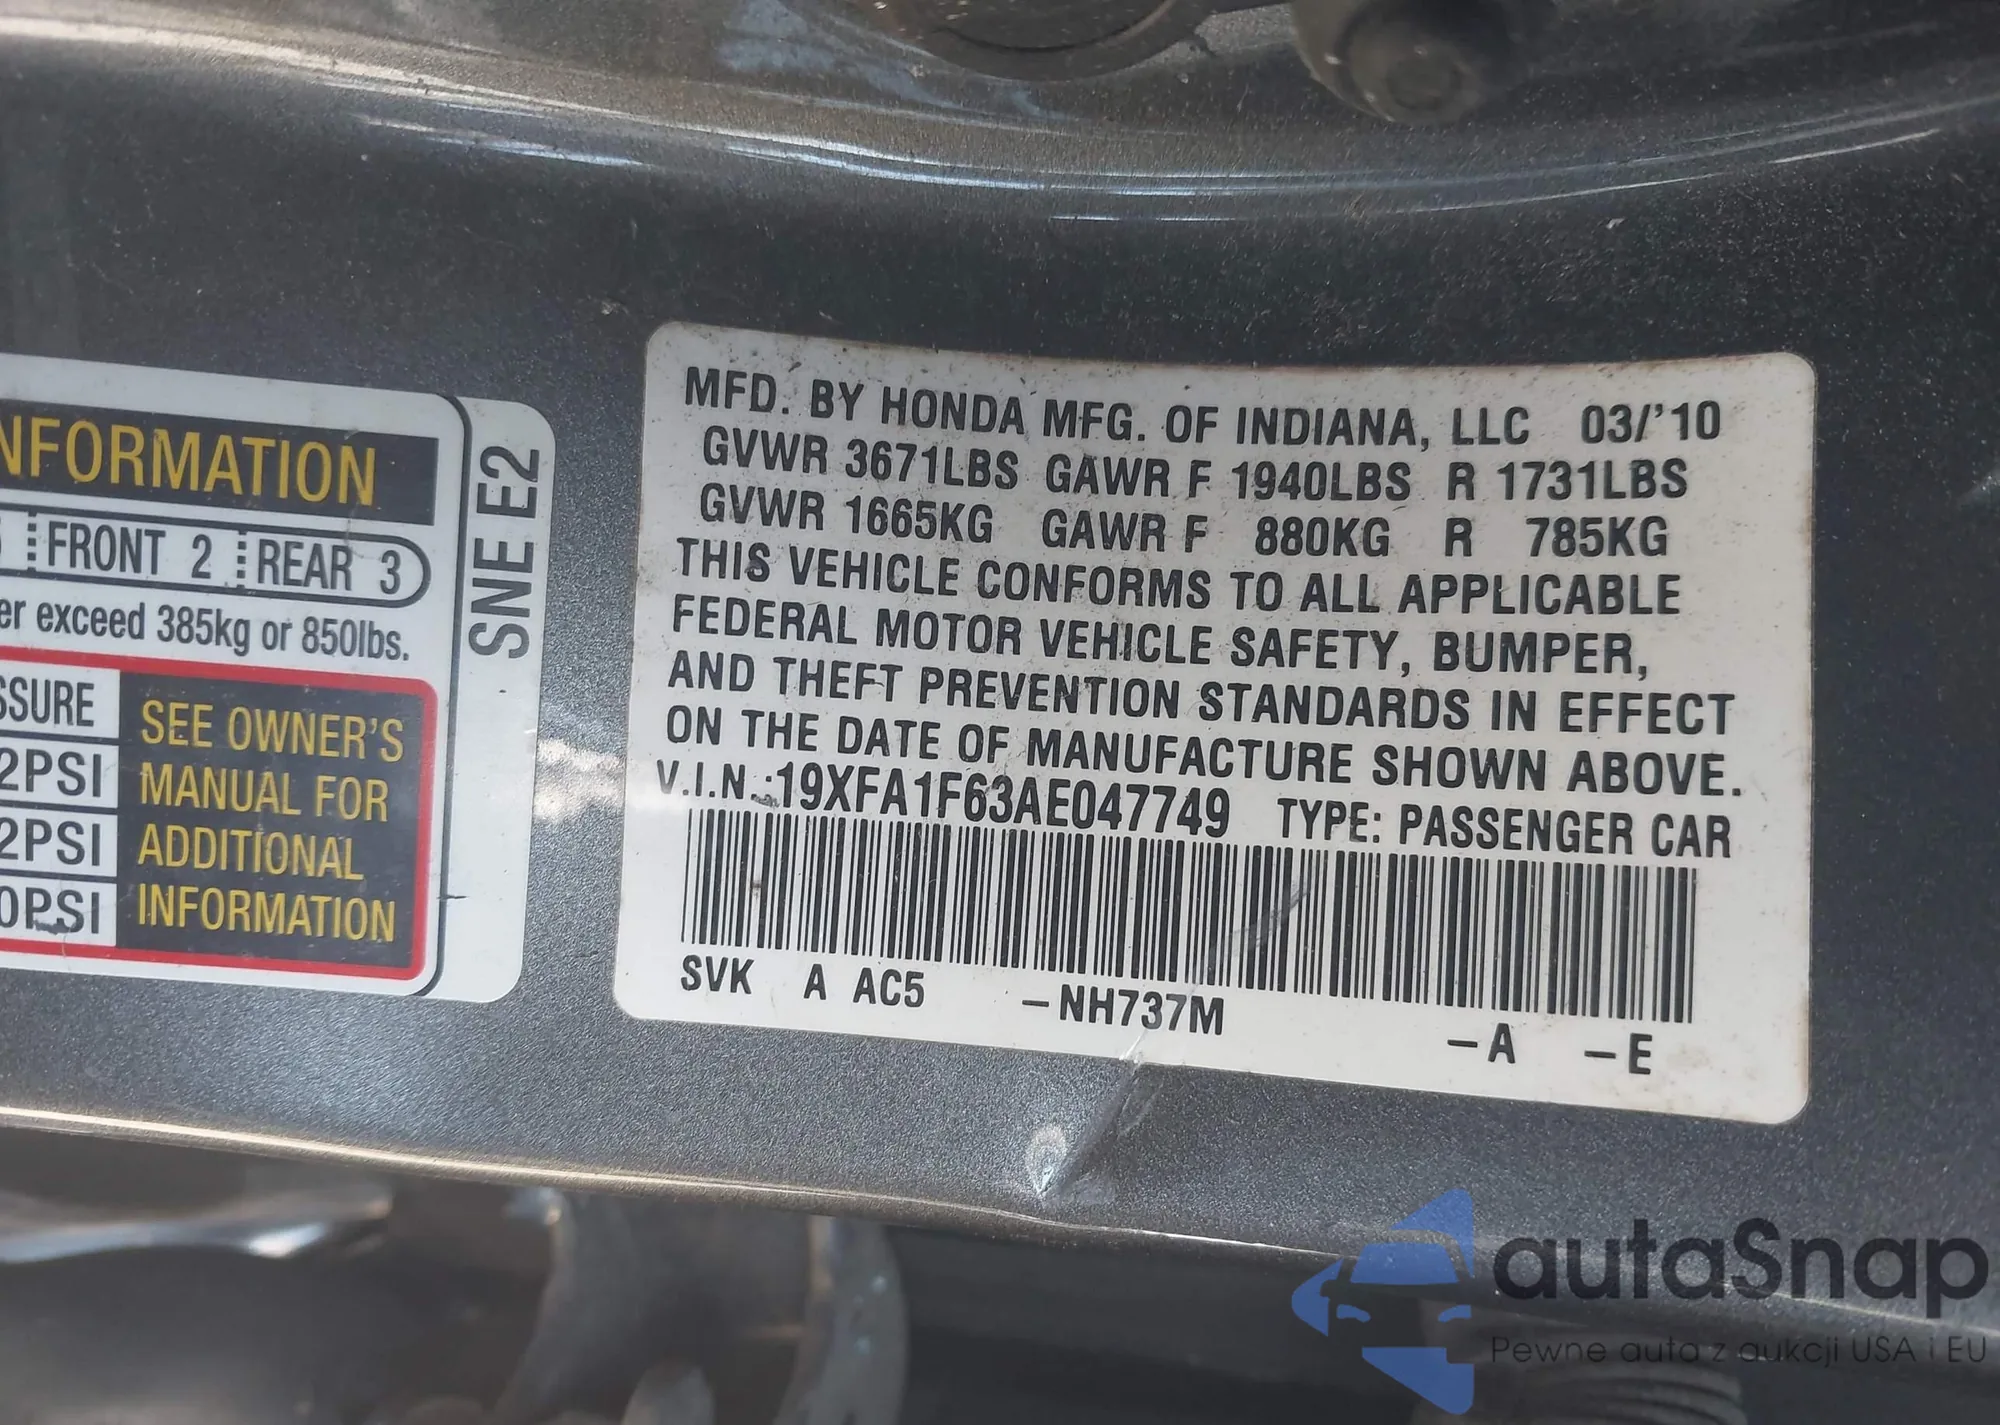 NFORMATION
FRONT 2 REAR 3
er exceed 385kg or 850lbs.
SSURE
2PSI
2PSI
0PSI
SEE OWNER'S
MANUAL FOR
ADDITIONAL
INFORMATION
SNE E2
MFD. BY HONDA MFG. OF INDIANA, LLC 03/'10
GVWR 3671LBS GAWR F 1940LBS R 1731LBS
GVWR 1665KG GAWR F 880KG R 785KG
THIS VEHICLE CONFORMS TO ALL APPLICABLE
FEDERAL MOTOR VEHICLE SAFETY, BUMPER,
AND THEFT PREVENTION STANDARDS IN EFFECT
ON THE DATE OF MANUFACTURE SHOWN ABOVE.
V.I.N.:19XFA1F63AE047749 TYPE: PASSENGER CAR
SVK A AC5 -NH737M -A -E
autaSnap
Pewne auta z aukcji USA i EU